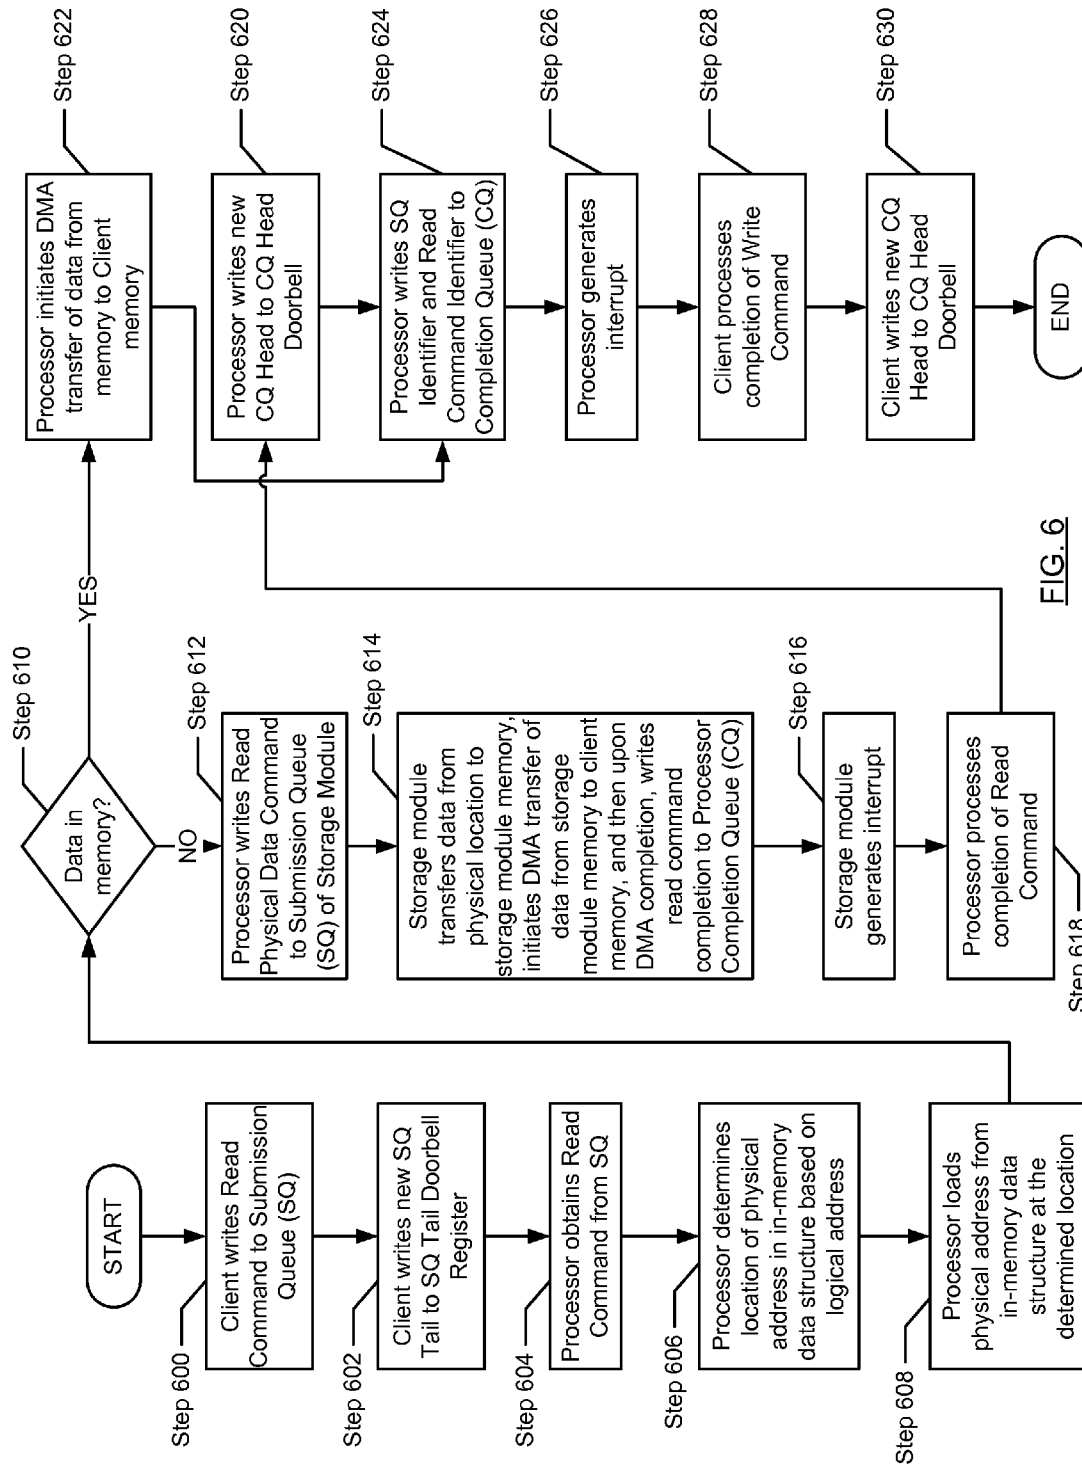 START
Step 600
Client writes Read
Command to Submission
Queue (SQ)
Step 602
Client writes new SQ
Tail to SQ Tail Doorbell
Register
Step 604
Processor obtains Read
Command from SQ
Step 606
Processor determines
location of physical
address in in-memory
data structure based on
logical address
Step 608
Processor loads
physical address from
in-memory data
structure at the
determined location
Step 610
Data in
memory?
YES
NO
Step 612
Processor writes Read
Physical Data Command
to Submission Queue
(SQ) of Storage Module
Step 614
Storage module
transfers data from
physical location to
storage module memory,
initiates DMA transfer of
data from storage
module memory to client
memory, and then upon
DMA completion, writes
read command
completion to Processor
Completion Queue (CQ)
Step 616
Storage module
generates interrupt
Processor processes
completion of Read
Command
Step 618
Step 622
Processor initiates DMA
transfer of data from
memory to Client
memory
Step 620
Processor writes new
CQ Head to CQ Head
Doorbell
Step 624
Processor writes SQ
Identifier and Read
Command Identifier to
Completion Queue (CQ)
Step 626
Processor generates
interrupt
Step 628
Client processes
completion of Write
Command
Step 630
Client writes new CQ
Head to CQ Head
Doorbell
END
FIG. 6